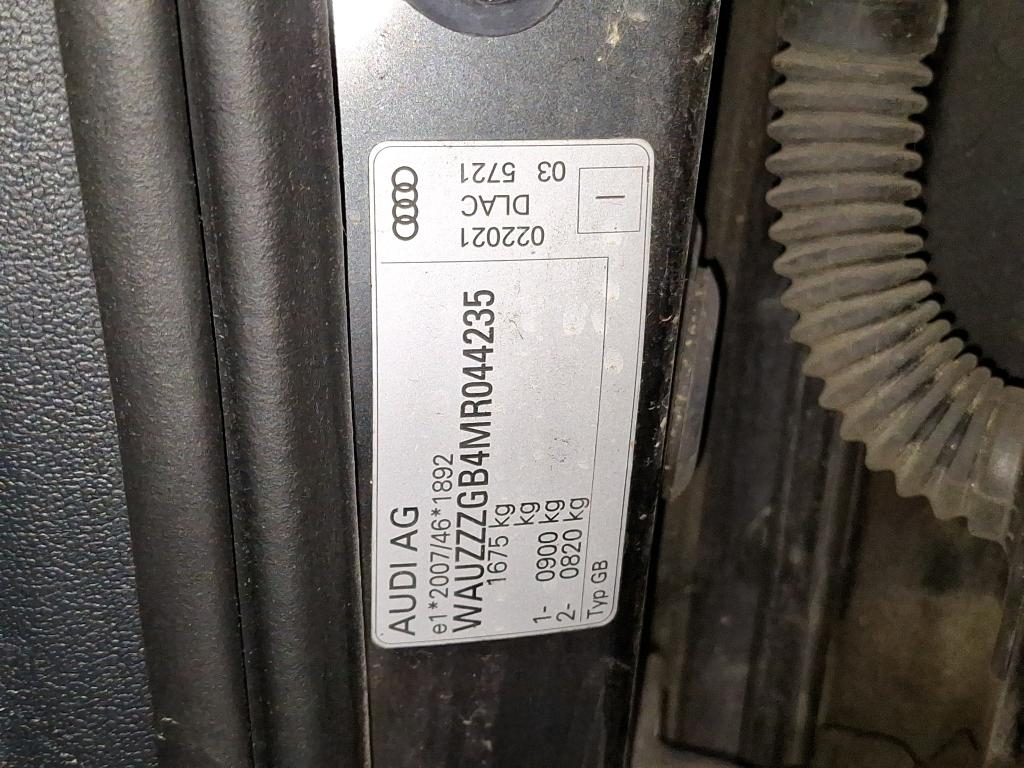 AUDI AG
e1*2007/46*1892
WAUZZZGB4MR044235
1675 kg
kg
1- 0900 kg
2- 0820 kg
Typ GB
022021
DLAC
03 5721